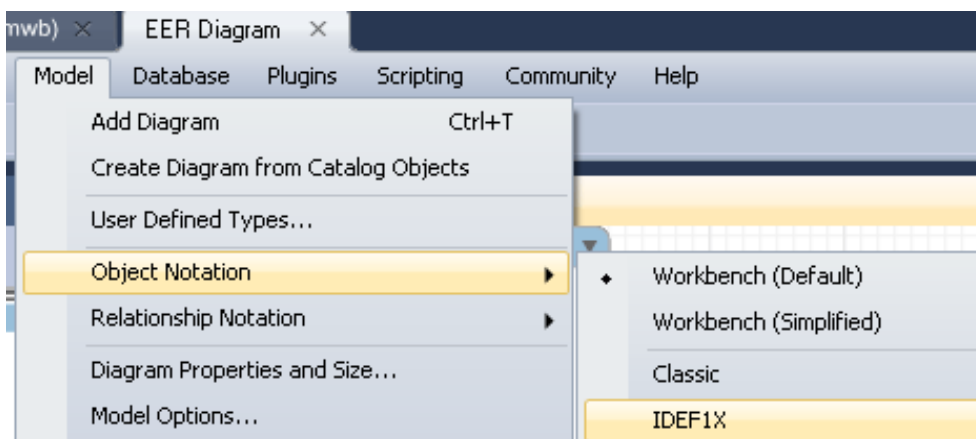 mwb) × EER Diagram ×
Model Database Plugins Scripting Community Help
Add Diagram Ctrl+T
Create Diagram from Catalog Objects
User Defined Types...
Object Notation
Workbench (Default)
Relationship Notation
Workbench (Simplified)
Diagram Properties and Size...
Classic
Model Options...
IDEF1X